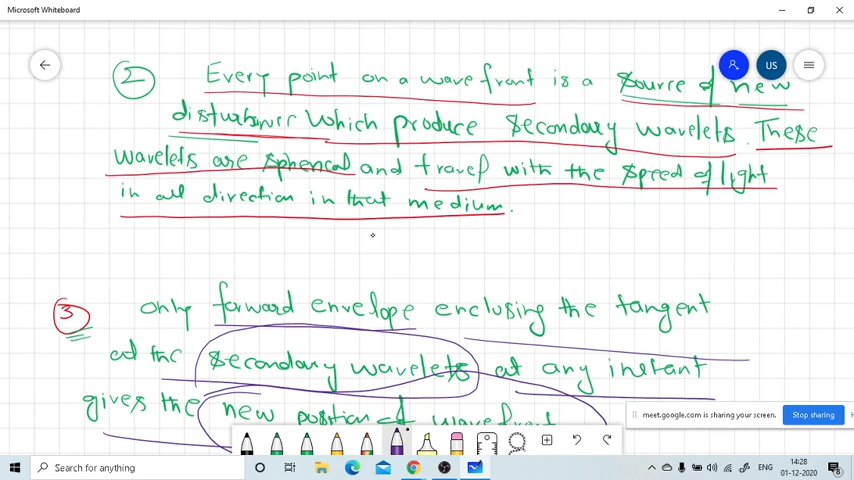 Microsoft Whiteboard
US
② Every point on a wavefront is a source of new
disturbance which produce secondary wavelets. These
wavelets are spherical and travel with the speed of light
in all direction in that medium.
③ only forward envelope enclusing the tangent
at the secondary wavelets at any instant
gives the new position of wavefront
meet.google.com is sharing your screen.
Stop sharing
Search for anything
ENG
14:28
01-12-2020